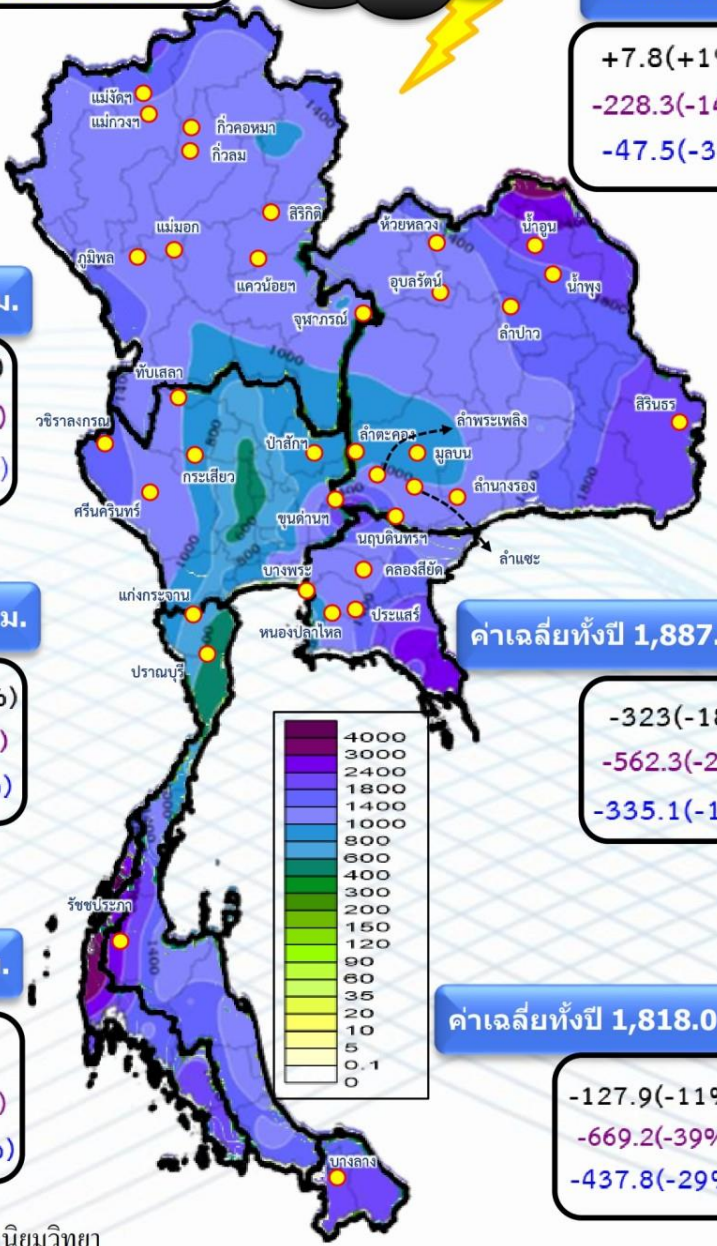 +7.8(+1%
-228.3(-14
-47.5(-3
แม่งัดฯ
แม่กวงฯ
กิ่วคอหมา
กิ่วลม
สิริกิติ์
แม่มอก
ภูมิพล
แควน้อยฯ
ห้วยหลวง
น้ำอูน
อุบลรัตน์
น้ำพุง
จุฬาภรณ์
ลำปาว
ทับเสลา
สิรินธร
วชิราลงกรณ
ป่าสักฯ
ลำตะคอง
ลำพระเพลิง
มูลบน
กระเสียว
ศรีนครินทร์
ขุนด่านฯ
ลำนางรอง
นฤบดินทรฯ
ลำแซะ
บางพระ
คลองสียัด
แก่งกระจาน
หนองปลาไหล
ประแสร์
ปราณบุรี
รัชชประภา
บางลาง
1400
1000
800
1800
ม.
)
)
)
ม.
%)
)
)
.
)
)
ค่าเฉลี่ยทั้งปี 1,887.
-323(-18
-562.3(-2
-335.1(-1
4000
3000
2400
1800
1400
1000
800
600
400
300
200
150
120
90
60
35
20
10
5
0.1
0
ค่าเฉลี่ยทั้งปี 1,818.0
-127.9(-11%
-669.2(-39%
-437.8(-29%
นิยมวิทยา